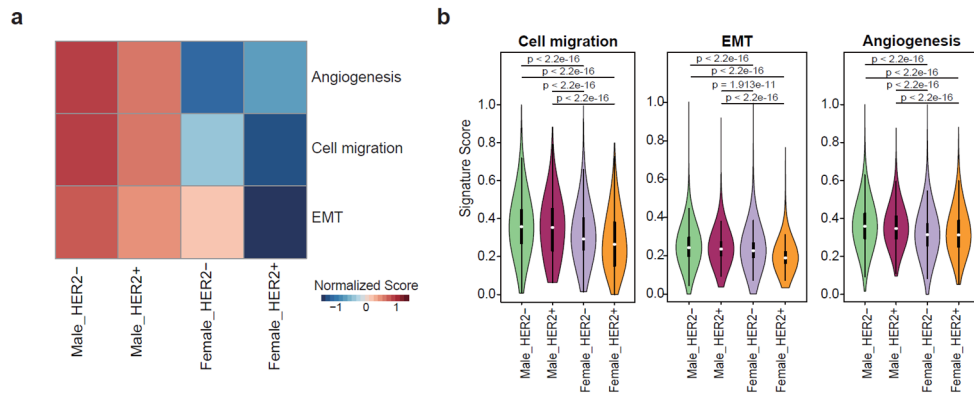 a
Angiogenesis
Cell migration
EMT
Male_HER2−
Male_HER2+
Female_HER2−
Female_HER2+
Normalized Score
−1 0 1
b
Cell migration
p < 2.2e-16
p < 2.2e-16
p < 2.2e-16
p < 2.2e-16
Signature Score
1.0
0.8
0.6
0.4
0.2
0.0
Male_HER2−
Male_HER2+
Female_HER2−
Female_HER2+
EMT
p < 2.2e-16
p < 2.2e-16
p = 1.913e-11
p < 2.2e-16
1.0
0.8
0.6
0.4
0.2
0.0
Male_HER2−
Male_HER2+
Female_HER2−
Female_HER2+
Angiogenesis
p < 2.2e-16
p < 2.2e-16
p < 2.2e-16
p < 2.2e-16
1.0
0.8
0.6
0.4
0.2
0.0
Male_HER2−
Male_HER2+
Female_HER2−
Female_HER2+